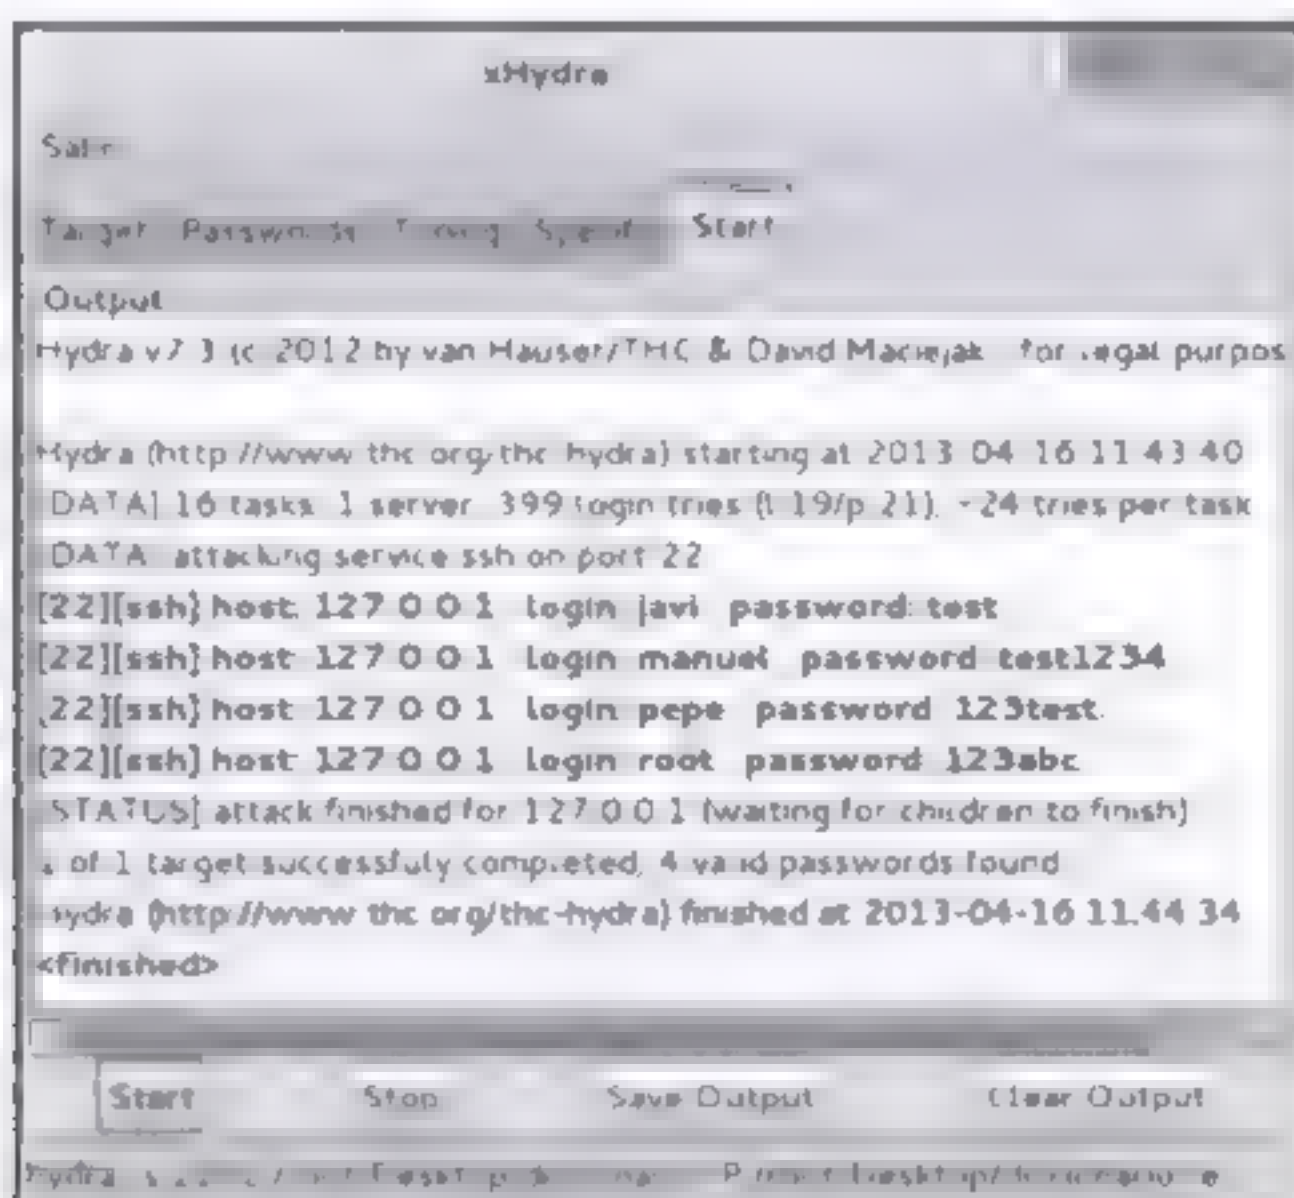 xHydra
Target Passwords Tuning Specific Start
Output
Hydra v7.3 (c) 2012 by van Hauser/THC & David Maciejak for legal purpos
Hydra (http://www.thc.org/thc-hydra) starting at 2013-04-16 11:43:40
[DATA] 16 tasks, 1 server, 399 login tries (l:19/p:21), ~24 tries per task
[DATA] attacking service ssh on port 22
[22][ssh] host: 127.0.0.1 login: javi password: test
[22][ssh] host: 127.0.0.1 login: manuel password: test1234
[22][ssh] host: 127.0.0.1 login: pepe password: 123test
[22][ssh] host: 127.0.0.1 login: root password: 123abc
[STATUS] attack finished for 127.0.0.1 (waiting for children to finish)
1 of 1 target successfuly completed, 4 valid passwords found
Hydra (http://www.thc.org/thc-hydra) finished at 2013-04-16 11:44:34
<finished>
Start Stop Save Output Clear Output